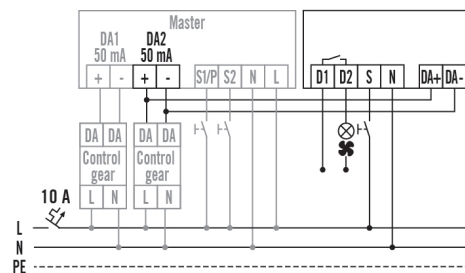 Master
DA1 DA2
50 mA 50 mA
+ - + - S1/P S2 N L D1 D2 S N DA+ DA-
DA DA DA DA
Control gear Control gear
L N L N
10 A
L
N
PE